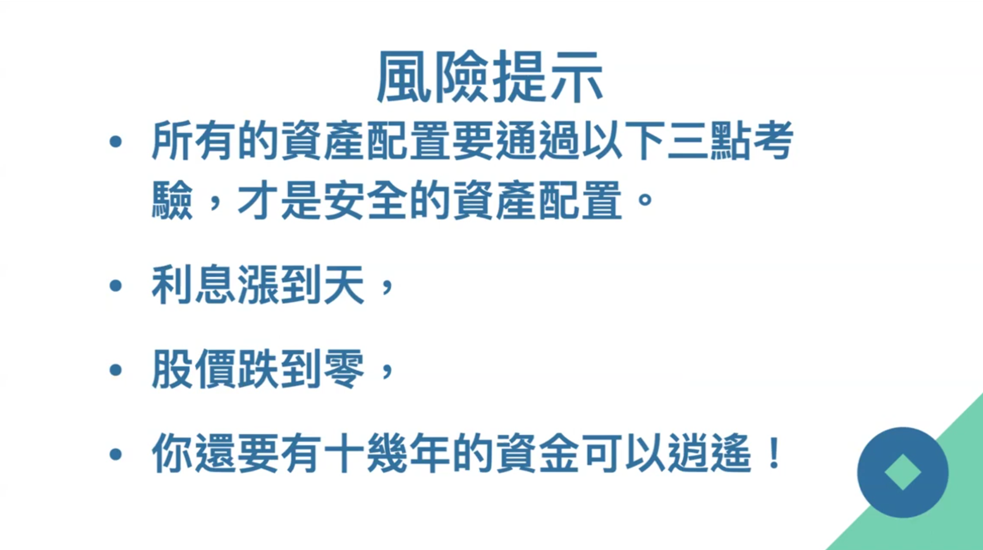 風險提示
• 所有的資產配置要通過以下三點考
驗，才是安全的資產配置。
• 利息漲到天，
• 股價跌到零，
• 你還要有十幾年的資金可以逍遙！